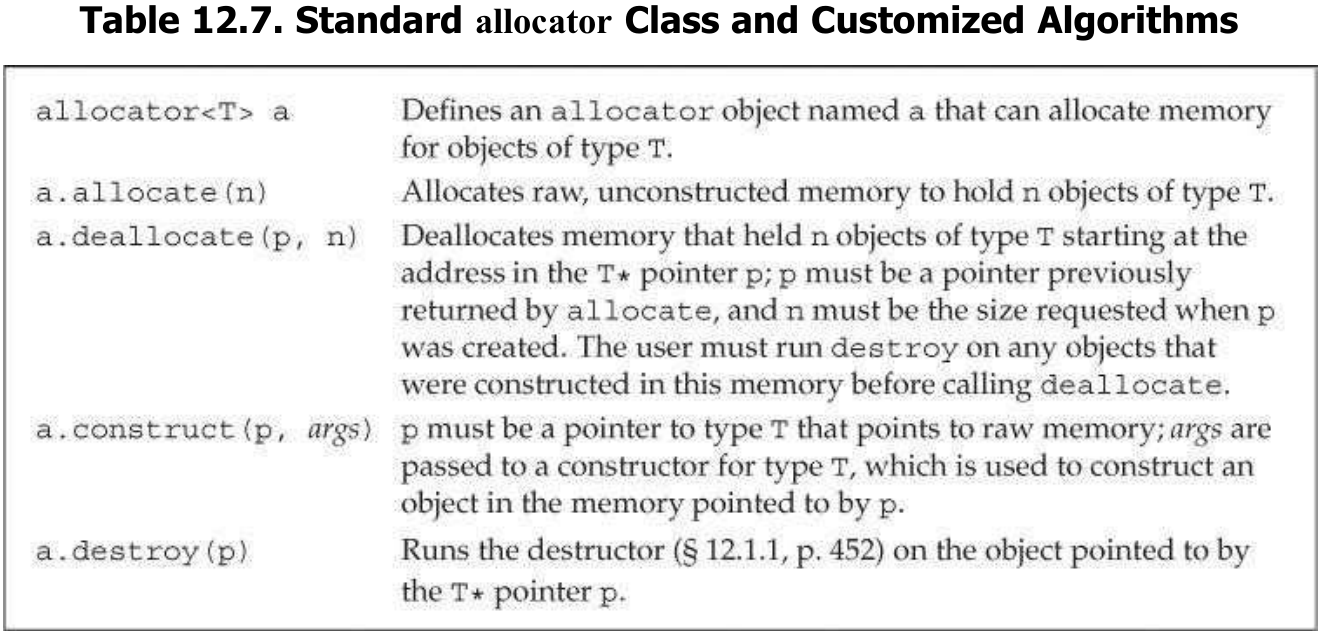 Table 12.7. Standard allocator Class and Customized Algorithms
allocator<T> a Defines an allocator object named a that can allocate memory
for objects of type T.
a.allocate(n) Allocates raw, unconstructed memory to hold n objects of type T.
a.deallocate(p, n) Deallocates memory that held n objects of type T starting at the
address in the T* pointer p; p must be a pointer previously
returned by allocate, and n must be the size requested when p
was created. The user must run destroy on any objects that
were constructed in this memory before calling deallocate.
a.construct(p, args) p must be a pointer to type T that points to raw memory; args are
passed to a constructor for type T, which is used to construct an
object in the memory pointed to by p.
a.destroy(p) Runs the destructor (§ 12.1.1, p. 452) on the object pointed to by
the T* pointer p.